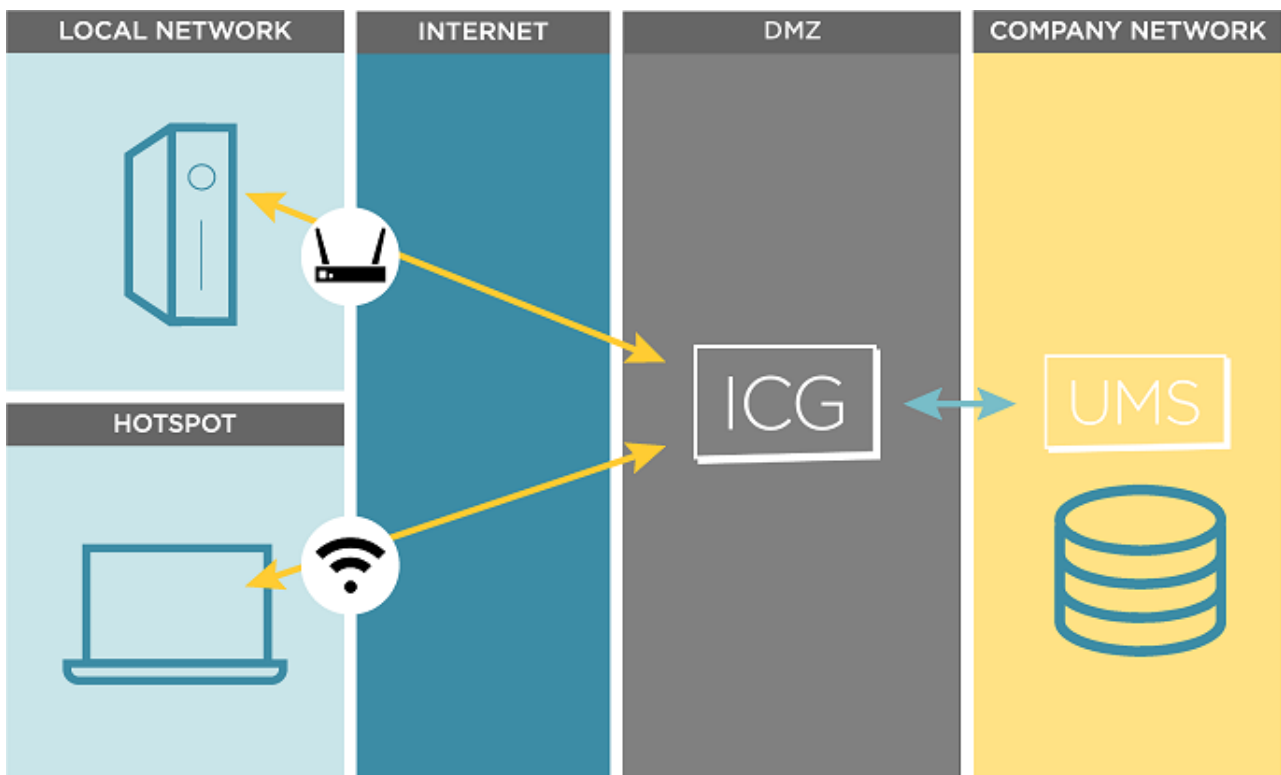 LOCAL NETWORK
INTERNET
DMZ
COMPANY NETWORK
HOTSPOT
ICG
UMS